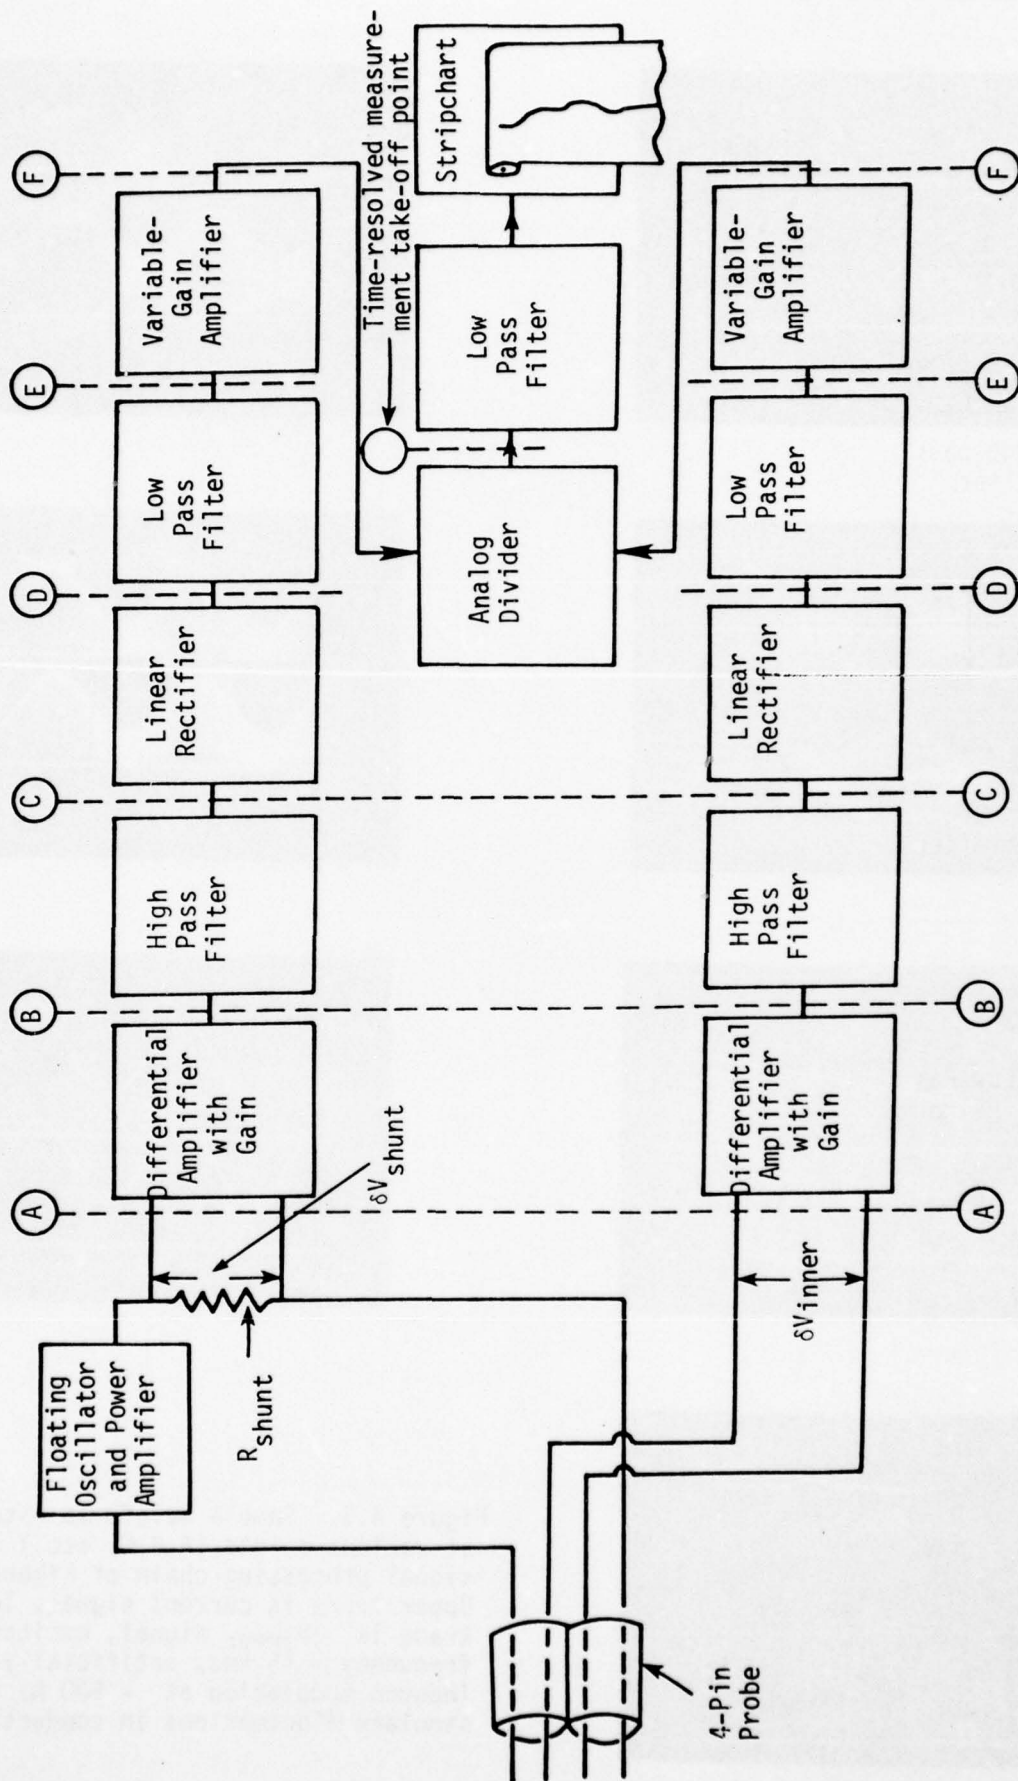 Floating
Oscillator
and Power
Amplifier
R shunt
δV shunt
4-Pin
Probe
δV inner
A
B
C
D
E
F
Differential
Amplifier
with
Gain
High
Pass
Filter
Linear
Rectifier
Low
Pass
Filter
Variable-
Gain
Amplifier
Time-resolved measure-
ment take-off point
Analog
Divider
Low
Pass
Filter
Stripchart
Differential
Amplifier
with
Gain
High
Pass
Filter
Linear
Rectifier
Low
Pass
Filter
Variable-
Gain
Amplifier
A
B
C
D
E
F